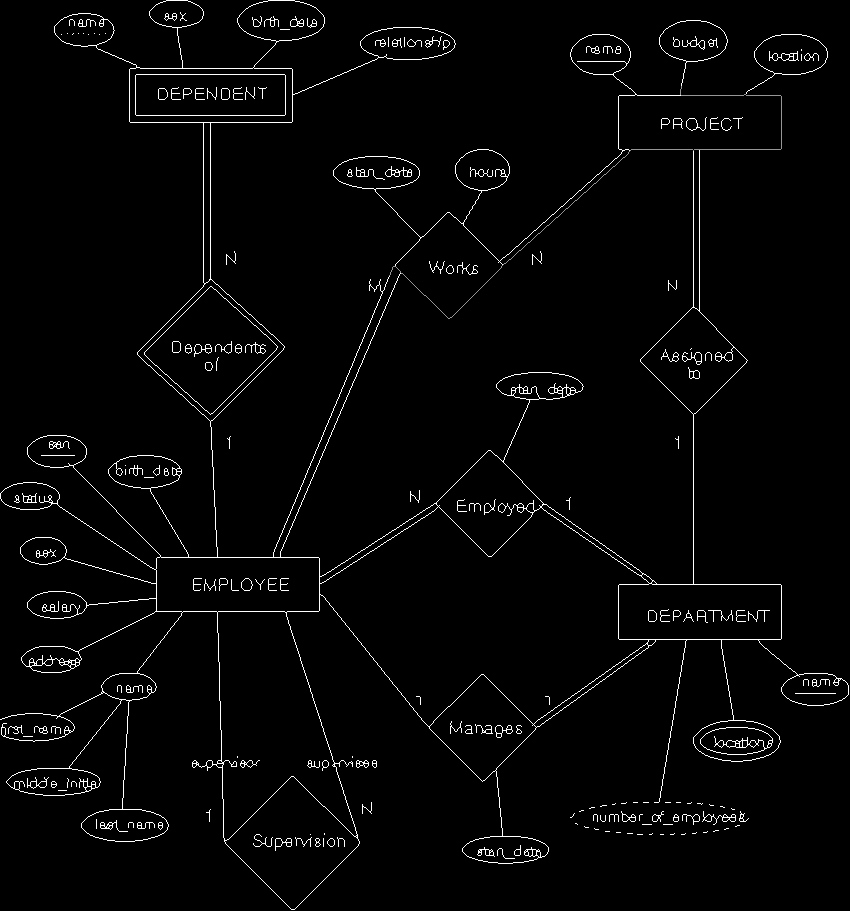 name
sex
birth_date
relationship
DEPENDENT
name
budget
location
PROJECT
start_date
hours
Works
N
N
M
N
Dependents
of
Assigned
to
1
1
start_date
ssn
birth_date
status
N
Employed
1
sex
EMPLOYEE
salary
DEPARTMENT
address
name
name
first_name
1
Manages
1
locations
supervisor
supervisee
middle_initia
1
N
number_of_employees
last_name
Supervision
start_date